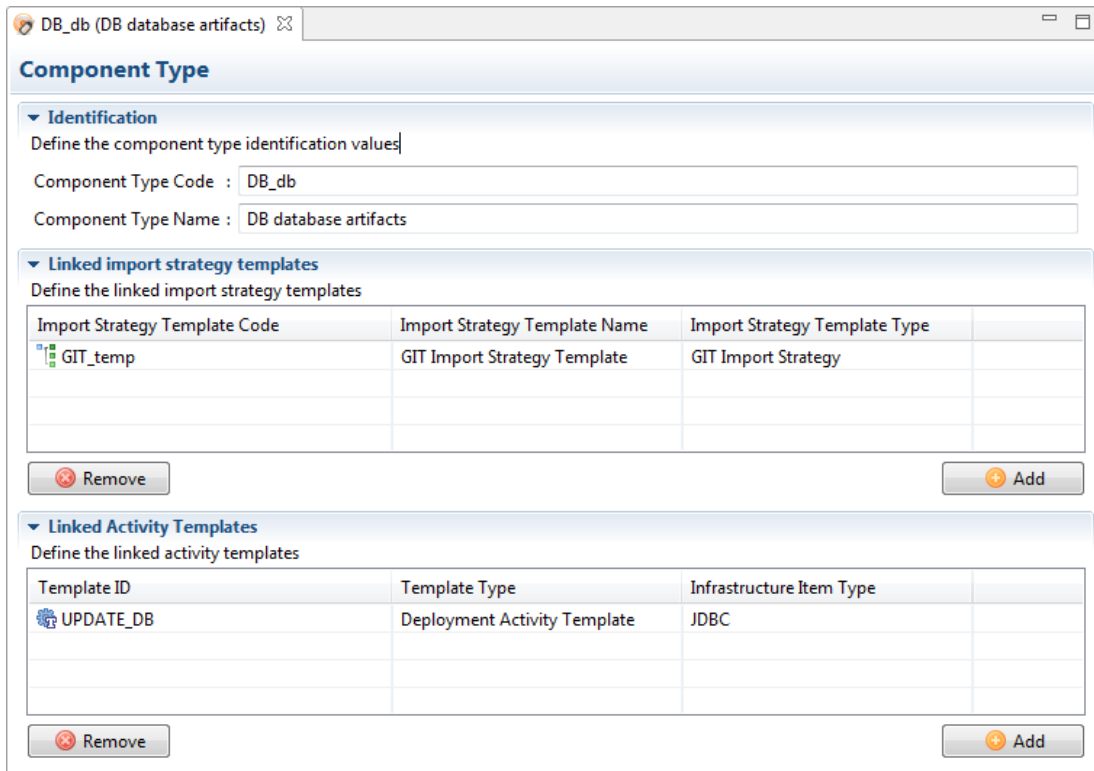 DB_db (DB database artifacts)
Component Type
Identification
Define the component type identification values
Component Type Code : DB_db
Component Type Name : DB database artifacts
Linked import strategy templates
Define the linked import strategy templates
Import Strategy Template Code Import Strategy Template Name Import Strategy Template Type
GIT_temp GIT Import Strategy Template GIT Import Strategy
Remove Add
Linked Activity Templates
Define the linked activity templates
Template ID Template Type Infrastructure Item Type
UPDATE_DB Deployment Activity Template JDBC
Remove Add